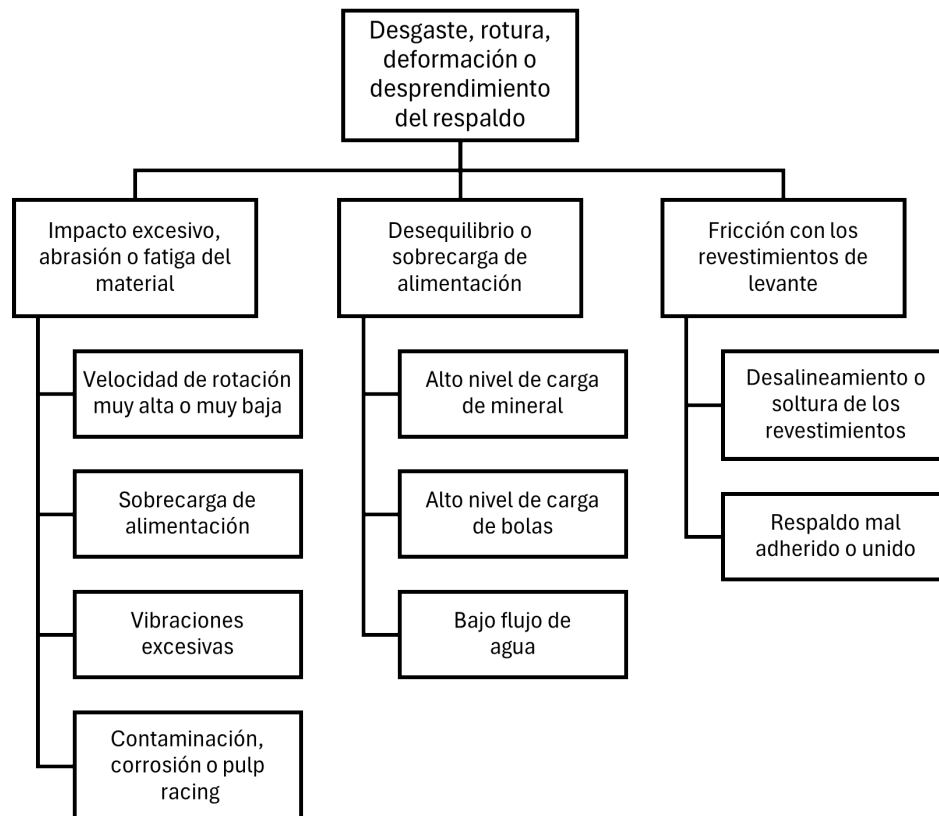 Desgaste, rotura,
deformación o
desprendimiento
del respaldo
Impacto excesivo,
abrasión o fatiga del
material
Velocidad de rotación
muy alta o muy baja
Sobrecarga de
alimentación
Vibraciones
excesivas
Contaminación,
corrosión o pulp
racing
Desequilibrio o
sobrecarga de
alimentación
Alto nivel de carga
de mineral
Alto nivel de carga
de bolas
Bajo flujo de
agua
Fricción con los
revestimientos de
levante
Desalineamiento o
soltura de los
revestimientos
Respaldo mal
adherido o unido